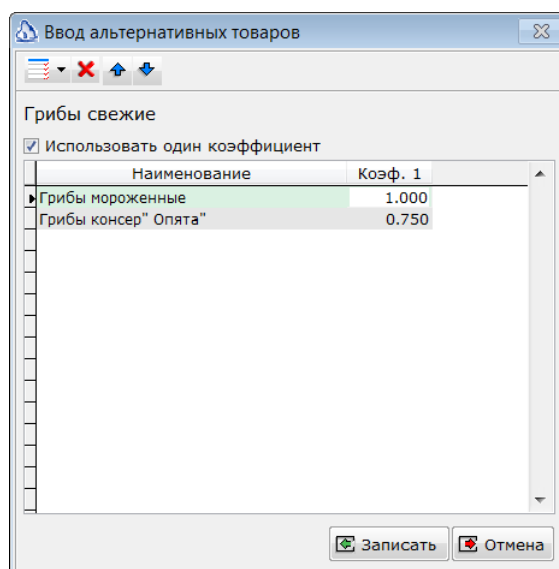 Ввод альтернативных товаров
Грибы свежие
Использовать один коэффициент
Наименование Коэф. 1
Грибы мороженные 1.000
Грибы консер" Опята" 0.750
Записать Отмена